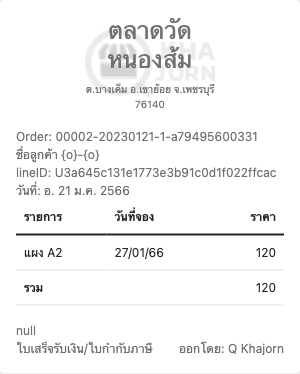 ตลาดวัด
หนองส้ม
KHA
JURN
ต.บางเค็ม อ.เขาย้อย จ.เพชรบุรี
76140
Order: 00002-20230121-1-a79495600331
ชื่อลูกค้า {o}-{o}
lineID: U3a645c131e1773e3b91c0d1f022ffcac
วันที่: อ. 21 ม.ค. 2566
รายการ วันที่จอง ราคา
แผง A2 27/01/66 120
รวม 120
null
ใบเสร็จรับเงิน/ใบกำกับภาษี ออกโดย: Q Khajorn